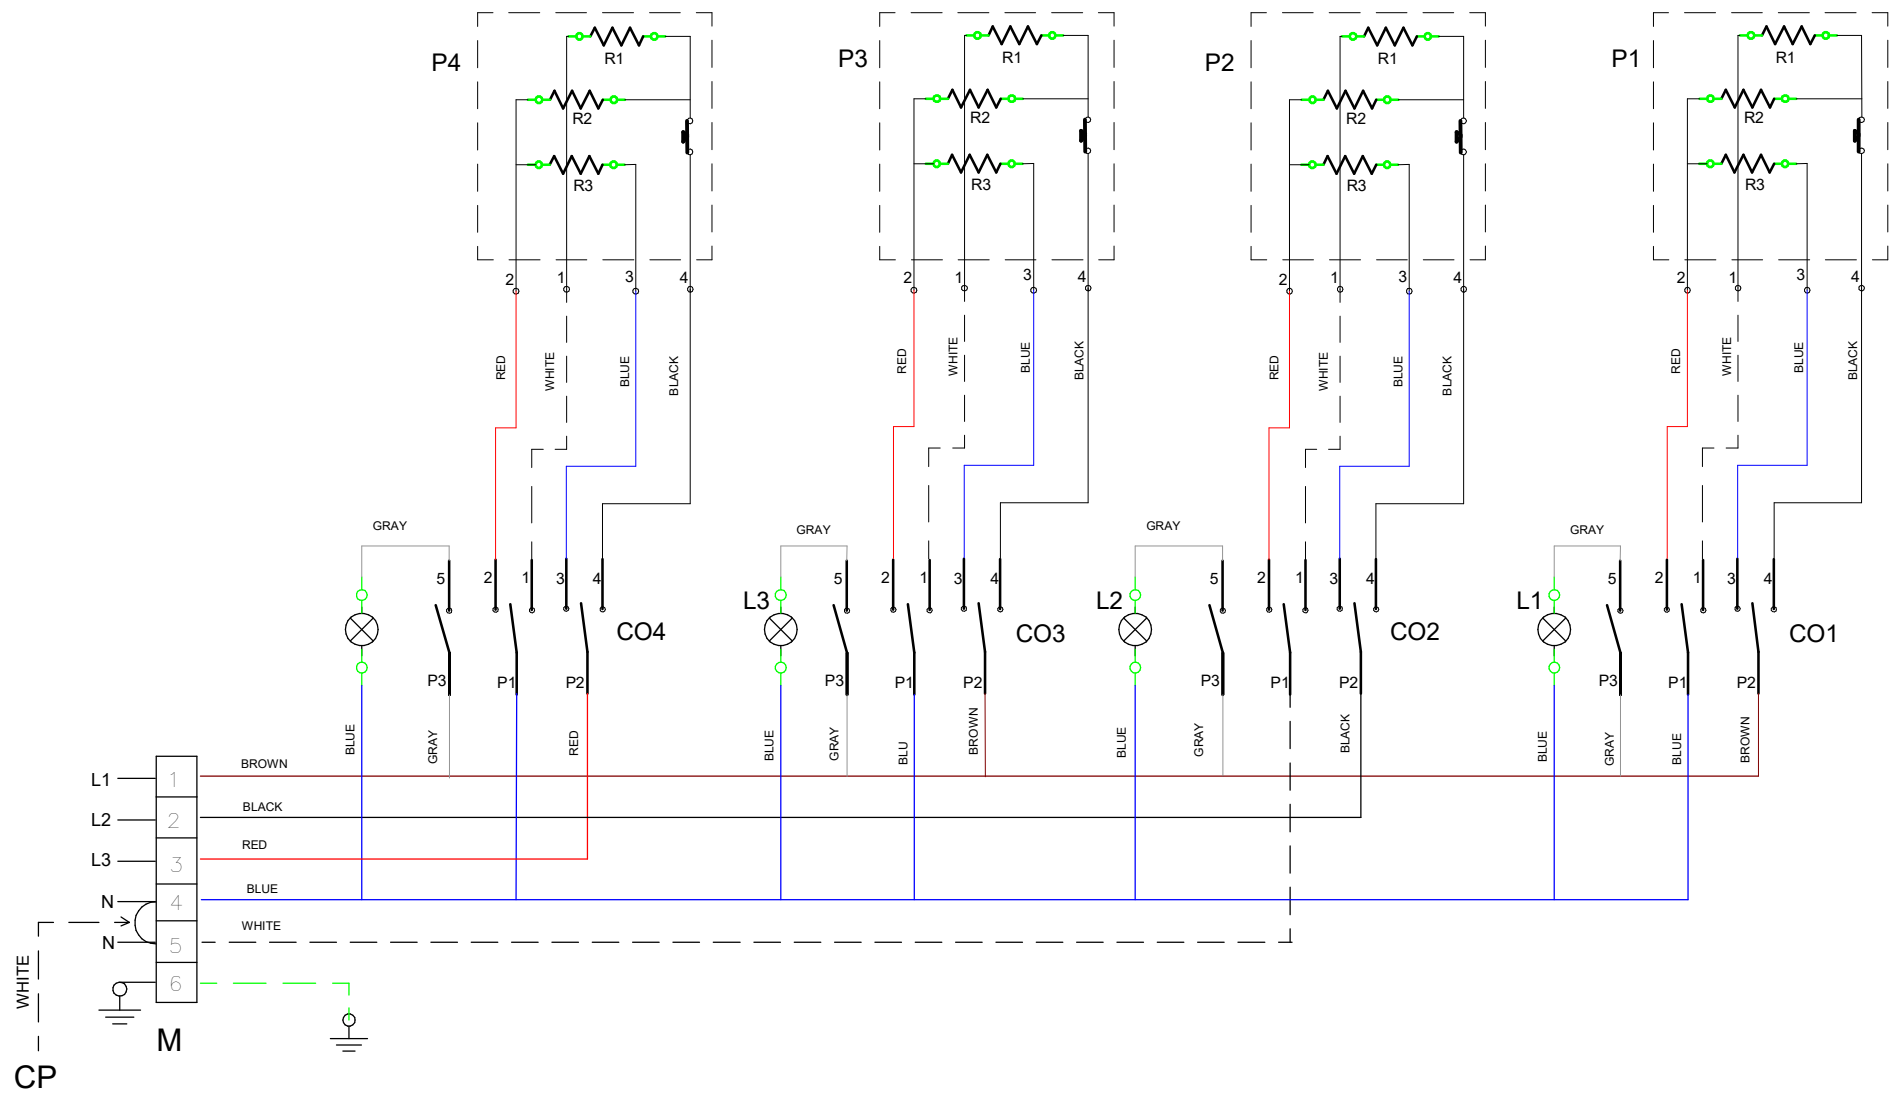 P4
R1
R2
R3
P3
R1
R2
R3
P2
R1
R2
R3
P1
R1
R2
R3
2 1 3 4
2 1 3 4
2 1 3 4
2 1 3 4
RED WHITE BLUE BLACK
RED WHITE BLUE BLACK
RED WHITE BLUE BLACK
RED WHITE BLUE BLACK
GRAY
GRAY
GRAY
GRAY
5 2 1 3 4
5 2 1 3 4
5 2 1 3 4
5 2 1 3 4
CO4
L3
CO3
L2
CO2
L1
CO1
P3 P1 P2
P3 P1 P2
P3 P1 P2
P3 P1 P2
BLUE GRAY RED
BLUE GRAY BLU BROWN
BLUE GRAY BLACK
BLUE GRAY BLUE BROWN
L1 1 BROWN
L2 2 BLACK
L3 3 RED
N 4 BLUE
N 5 WHITE
6
WHITE
M
CP